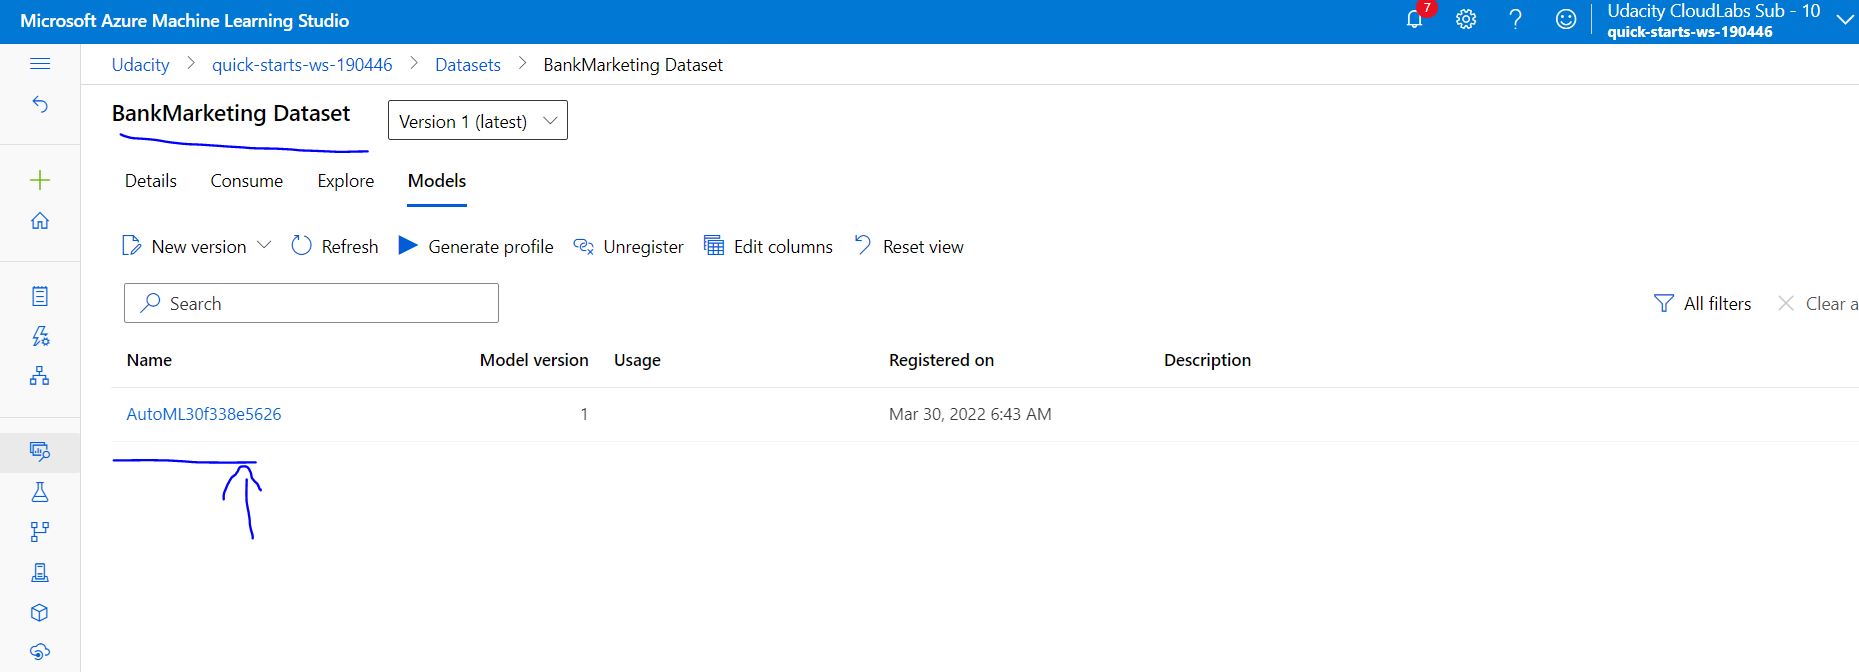 Microsoft Azure Machine Learning Studio
7
Udacity CloudLabs Sub - 10
quick-starts-ws-190446
Udacity > quick-starts-ws-190446 > Datasets > BankMarketing Dataset
BankMarketing Dataset
Version 1 (latest)
Details Consume Explore Models
New version Refresh Generate profile Unregister Edit columns Reset view
Search
All filters Clear a
Name Model version Usage Registered on Description
AutoML30f338e5626 1 Mar 30, 2022 6:43 AM